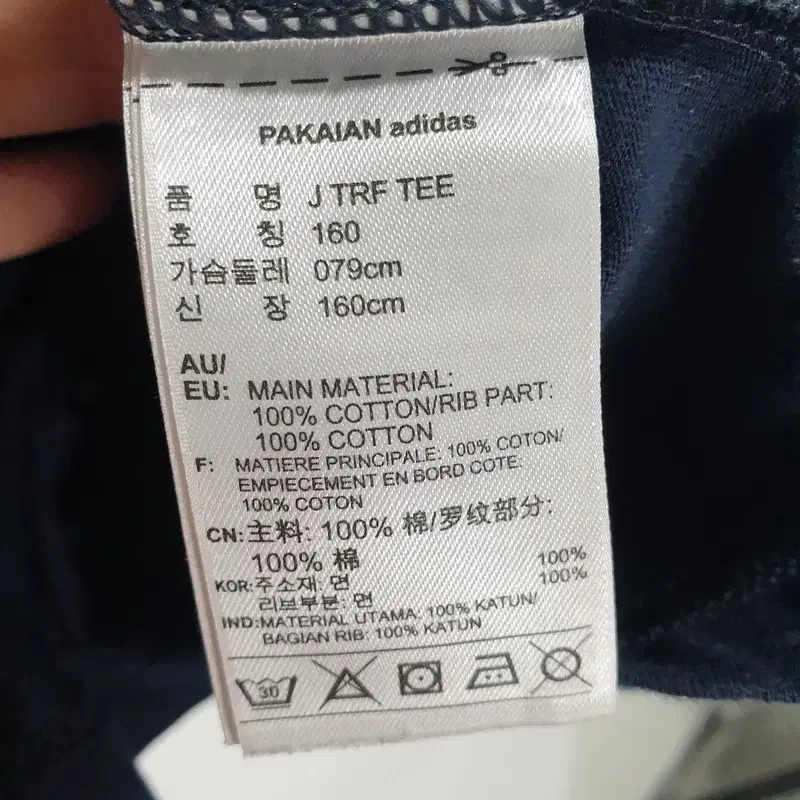 PAKAIAN adidas
품 명 J TRF TEE
호 칭 160
가슴둘레 079cm
신 장 160cm
AU/
EU: MAIN MATERIAL:
100% COTTON/RIB PART:
100% COTTON
F: MATIERE PRINCIPALE: 100% COTON/
EMPIECEMENT EN BORD COTE:
100% COTON
CN:主料: 100% 棉/罗纹部分:
100% 棉
KOR:주소재: 면 100%
리브부분: 면 100%
IND:MATERIAL UTAMA: 100% KATUN/
BAGIAN RIB: 100% KATUN
30